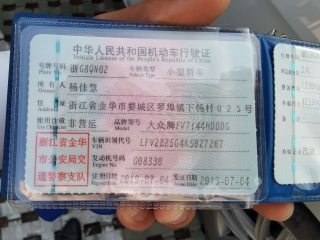 中华人民共和国机动车行驶证
Vehicle License of the People's Republic of China
号牌号码 浙G8QN62 车辆类型 小型轿车
Plate No. Vehicle Type
所有人 杨佳慧
Owner
住址 浙江省金华市婺城区罗埠镇下杨村025号
Address
使用性质 非营运 品牌型号 大众牌
Use Character Model
浙江省金华 车辆识别代号
VIN
市公安局交 发动机号码 G08330
Engine No.
通警察支队 注册日期 2013-07-04 发证日期 2013-07-04
Register Date Issue Date